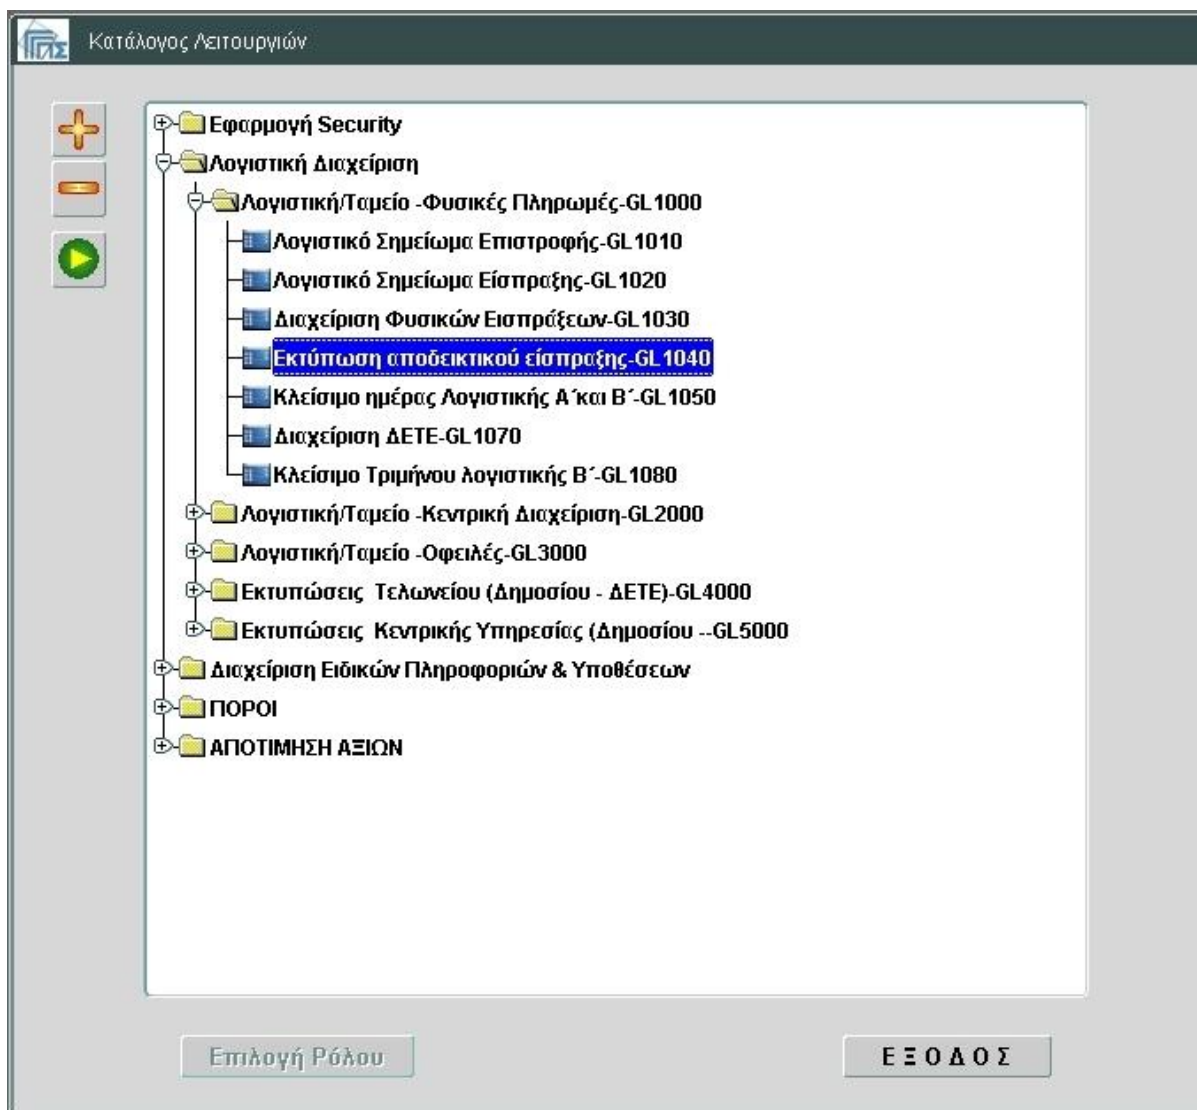 ΓΠΣ
Κατάλογος Λειτουργιών
Εφαρμογή Security
Λογιστική Διαχείριση
Λογιστική/Ταμείο -Φυσικές Πληρωμές-GL1000
Λογιστικό Σημείωμα Επιστροφής-GL1010
Λογιστικό Σημείωμα Είσπραξης-GL1020
Διαχείριση Φυσικών Εισπράξεων-GL1030
Εκτύπωση αποδεικτικού είσπραξης-GL1040
Κλείσιμο ημέρας Λογιστικής Α΄και Β΄-GL1050
Διαχείριση ΔΕΤΕ-GL1070
Κλείσιμο Τριμήνου λογιστικής Β΄-GL1080
Λογιστική/Ταμείο -Κεντρική Διαχείριση-GL2000
Λογιστική/Ταμείο -Οφειλές-GL3000
Εκτυπώσεις  Τελωνείου (Δημοσίου - ΔΕΤΕ)-GL4000
Εκτυπώσεις  Κεντρικής Υπηρεσίας (Δημοσίου --GL5000
Διαχείριση Ειδικών Πληροφοριών & Υποθέσεων
ΠΟΡΟΙ
ΑΠΟΤΙΜΗΣΗ ΑΞΙΩΝ
Επιλογή Ρόλου
Ε Ξ Ο Δ Ο Σ